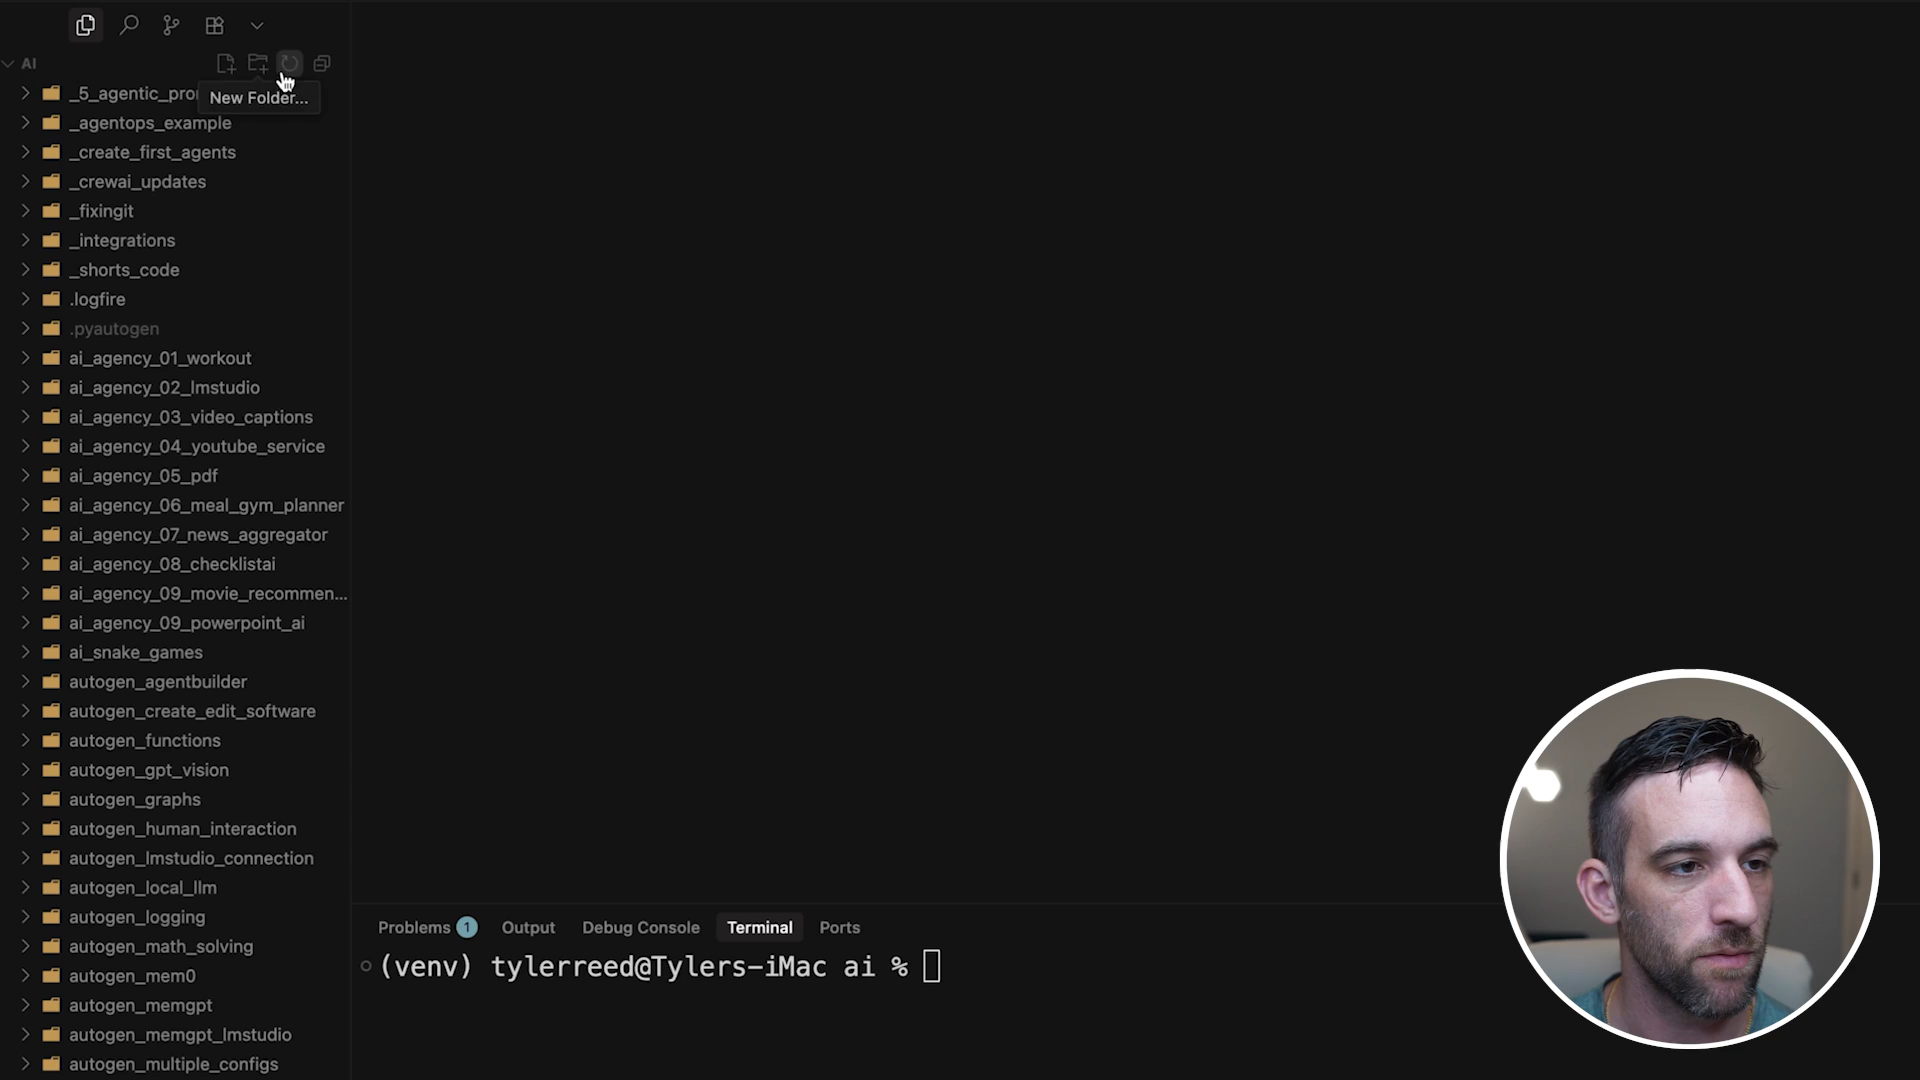 AI
_5_agentic_pro
New Folder...
_agentops_example
_create_first_agents
_crewai_updates
_fixingit
_integrations
_shorts_code
.logfire
.pyautogen
ai_agency_01_workout
ai_agency_02_lmstudio
ai_agency_03_video_captions
ai_agency_04_youtube_service
ai_agency_05_pdf
ai_agency_06_meal_gym_planner
ai_agency_07_news_aggregator
ai_agency_08_checklistai
ai_agency_09_movie_recommen...
ai_agency_09_powerpoint_ai
ai_snake_games
autogen_agentbuilder
autogen_create_edit_software
autogen_functions
autogen_gpt_vision
autogen_graphs
autogen_human_interaction
autogen_lmstudio_connection
autogen_local_llm
autogen_logging
autogen_math_solving
autogen_mem0
autogen_memgpt
autogen_memgpt_lmstudio
autogen_multiple_configs
Problems 1 Output Debug Console Terminal Ports
(venv) tylerreed@Tylers-iMac ai %